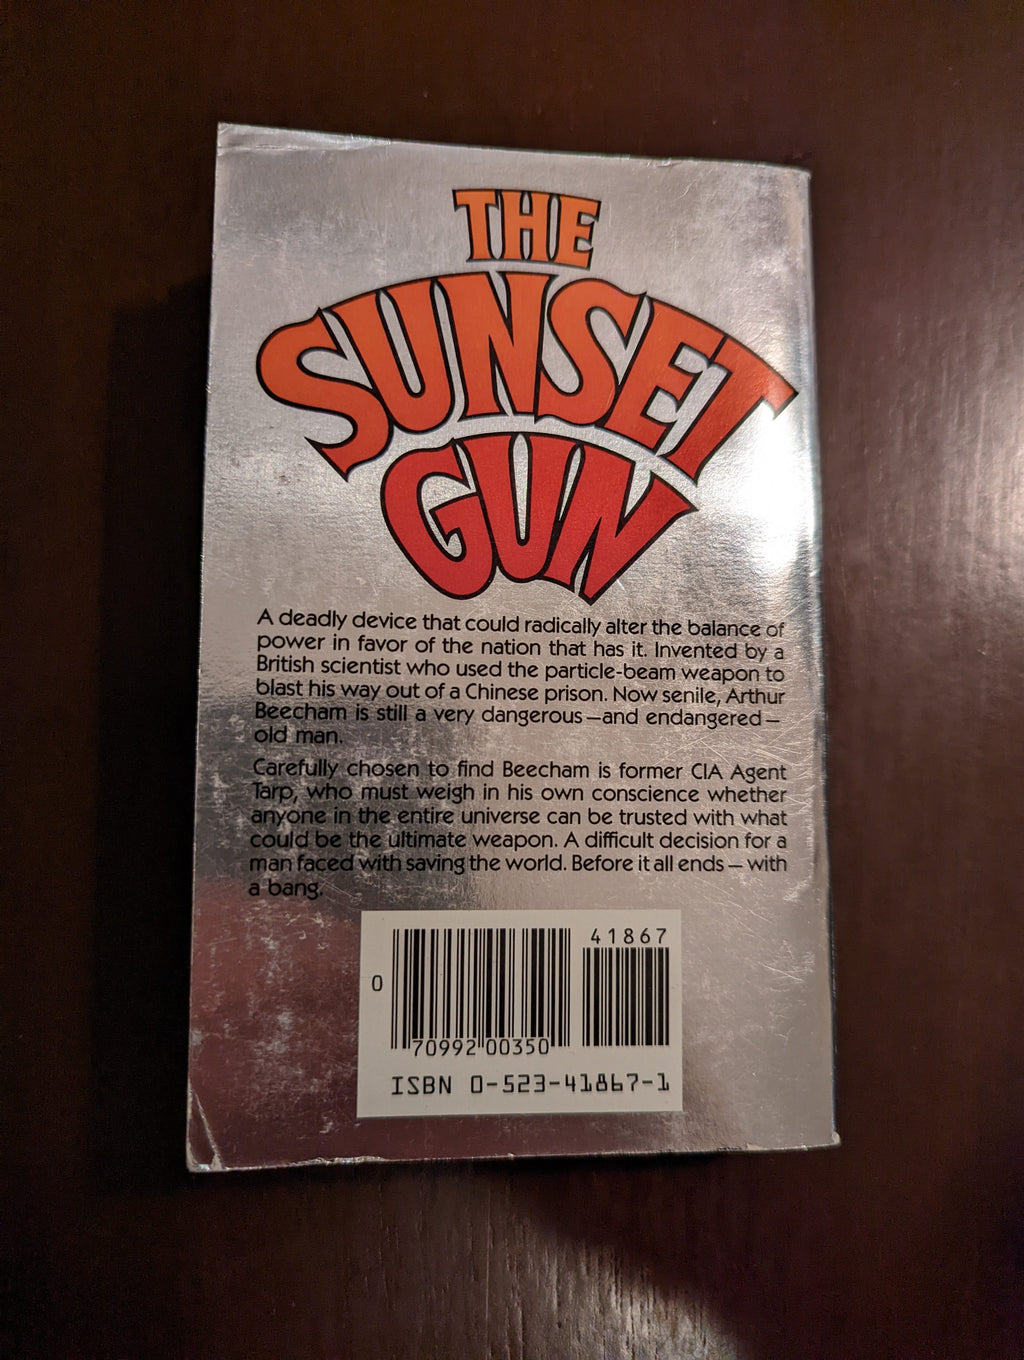 THE
SUNSET
GUN
A deadly device that could radically alter the balance of
power in favor of the nation that has it. Invented by a
British scientist who used the particle-beam weapon to
blast his way out of a Chinese prison. Now senile, Arthur
Beecham is still a very dangerous—and endangered—
old man.
Carefully chosen to find Beecham is former CIA Agent
Tarp, who must weigh in his own conscience whether
anyone in the entire universe can be trusted with what
could be the ultimate weapon. A difficult decision for a
man faced with saving the world. Before it all ends—with
a bang.
41867
0
70992 00350
ISBN 0-523-41867-1